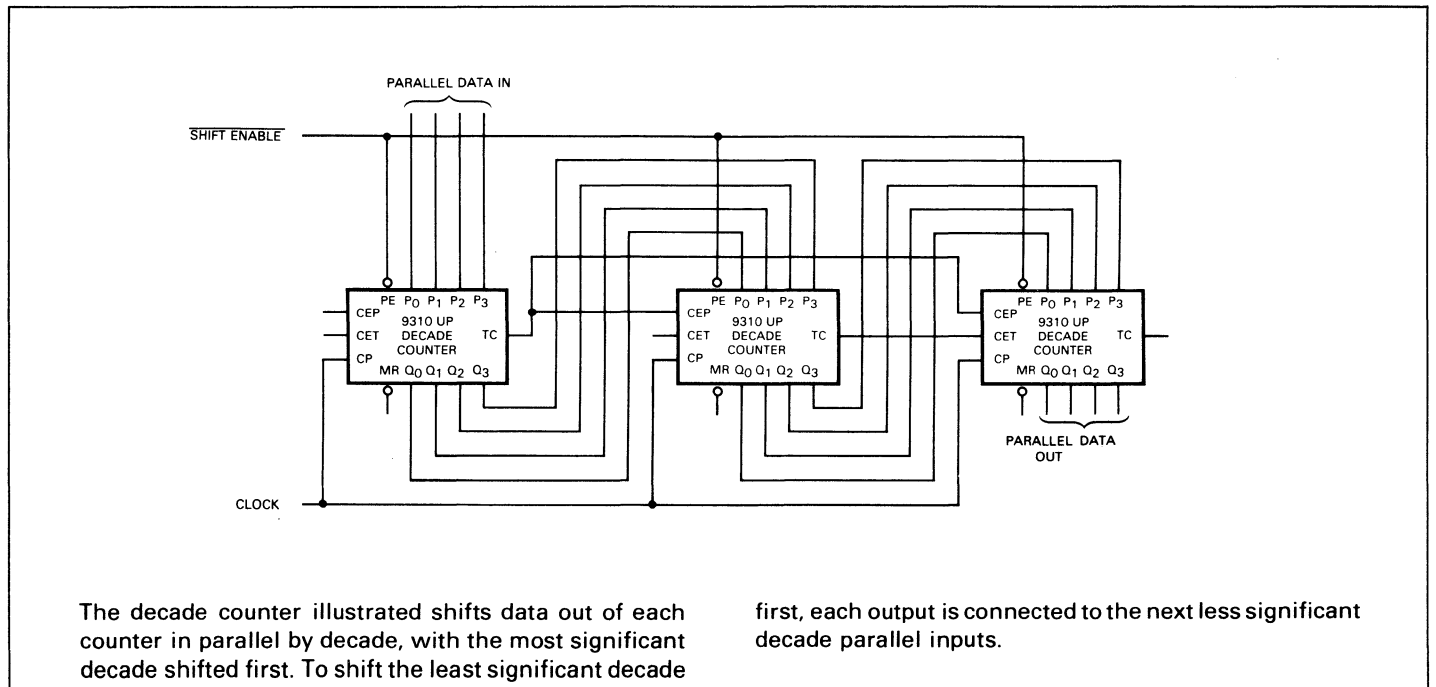 PARALLEL DATA IN
SHIFT ENABLE
PE P0 P1 P2 P3
CEP
9310 UP
CET DECADE TC
COUNTER
CP
MR Q0 Q1 Q2 Q3
PE P0 P1 P2 P3
CEP
9310 UP
CET DECADE TC
COUNTER
CP
MR Q0 Q1 Q2 Q3
PE P0 P1 P2 P3
CEP
9310 UP
CET DECADE TC
COUNTER
CP
MR Q0 Q1 Q2 Q3
PARALLEL DATA
OUT
CLOCK
The decade counter illustrated shifts data out of each
counter in parallel by decade, with the most significant
decade shifted first. To shift the least significant decade
first, each output is connected to the next less significant
decade parallel inputs.